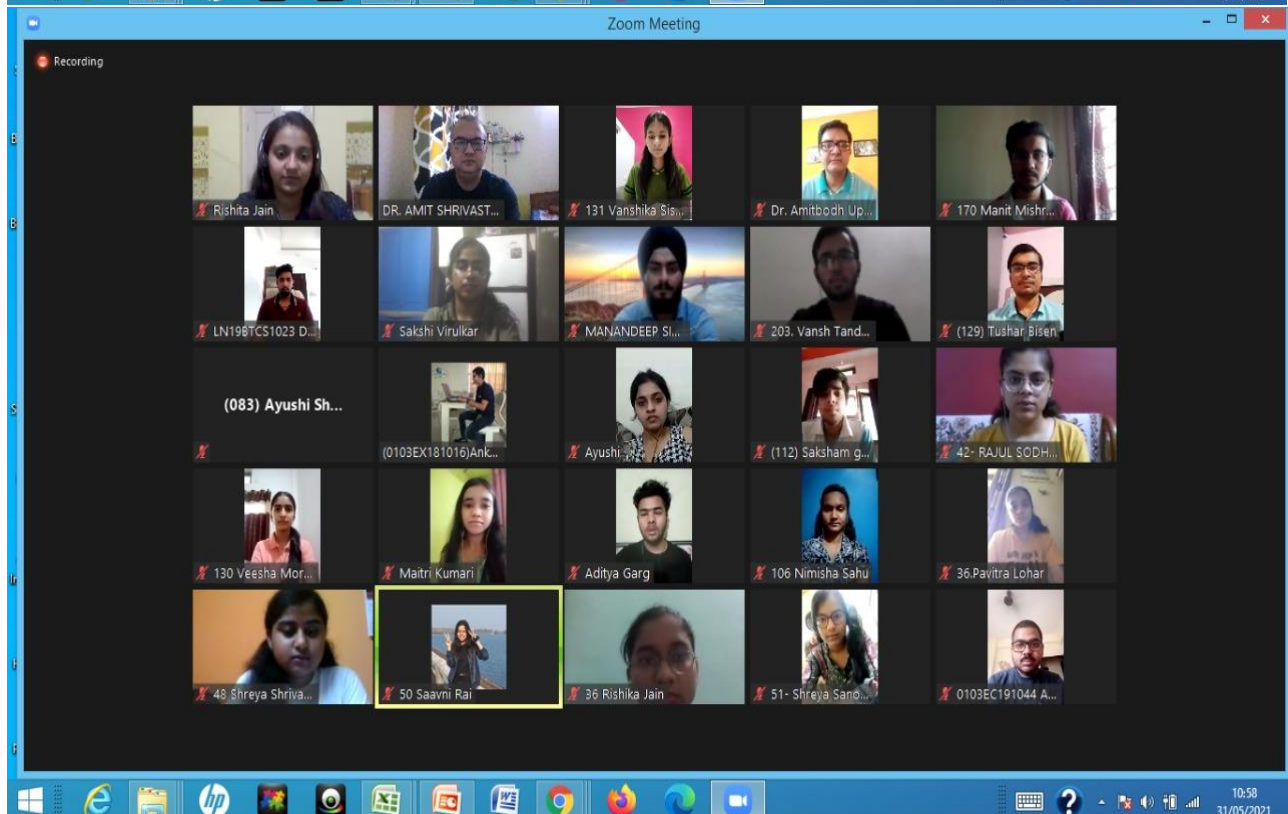 Zoom Meeting
Recording
Rishita Jain
DR. AMIT SHRIVAST...
131 Vanshika Sis...
Dr. Amitbodh Up...
170 Manit Mishr...
LN19BTCS1023 D...
Sakshi Virulkar
MANANDEEP SI...
203. Vansh Tand...
(129) Tushar Bisen
(083) Ayushi Sh...
(0103EX181016)Ank...
Ayushi
(112) Saksham g...
42- RAJUL SODH...
130 Veesha Mor...
Maitri Kumari
Aditya Garg
106 Nimisha Sahu
36.Pavitra Lohar
48 Shreya Shriva...
50 Saavni Rai
36 Rishika Jain
51- Shreya Sano...
0103EC191044 A...
hp
10:58
31/05/2021